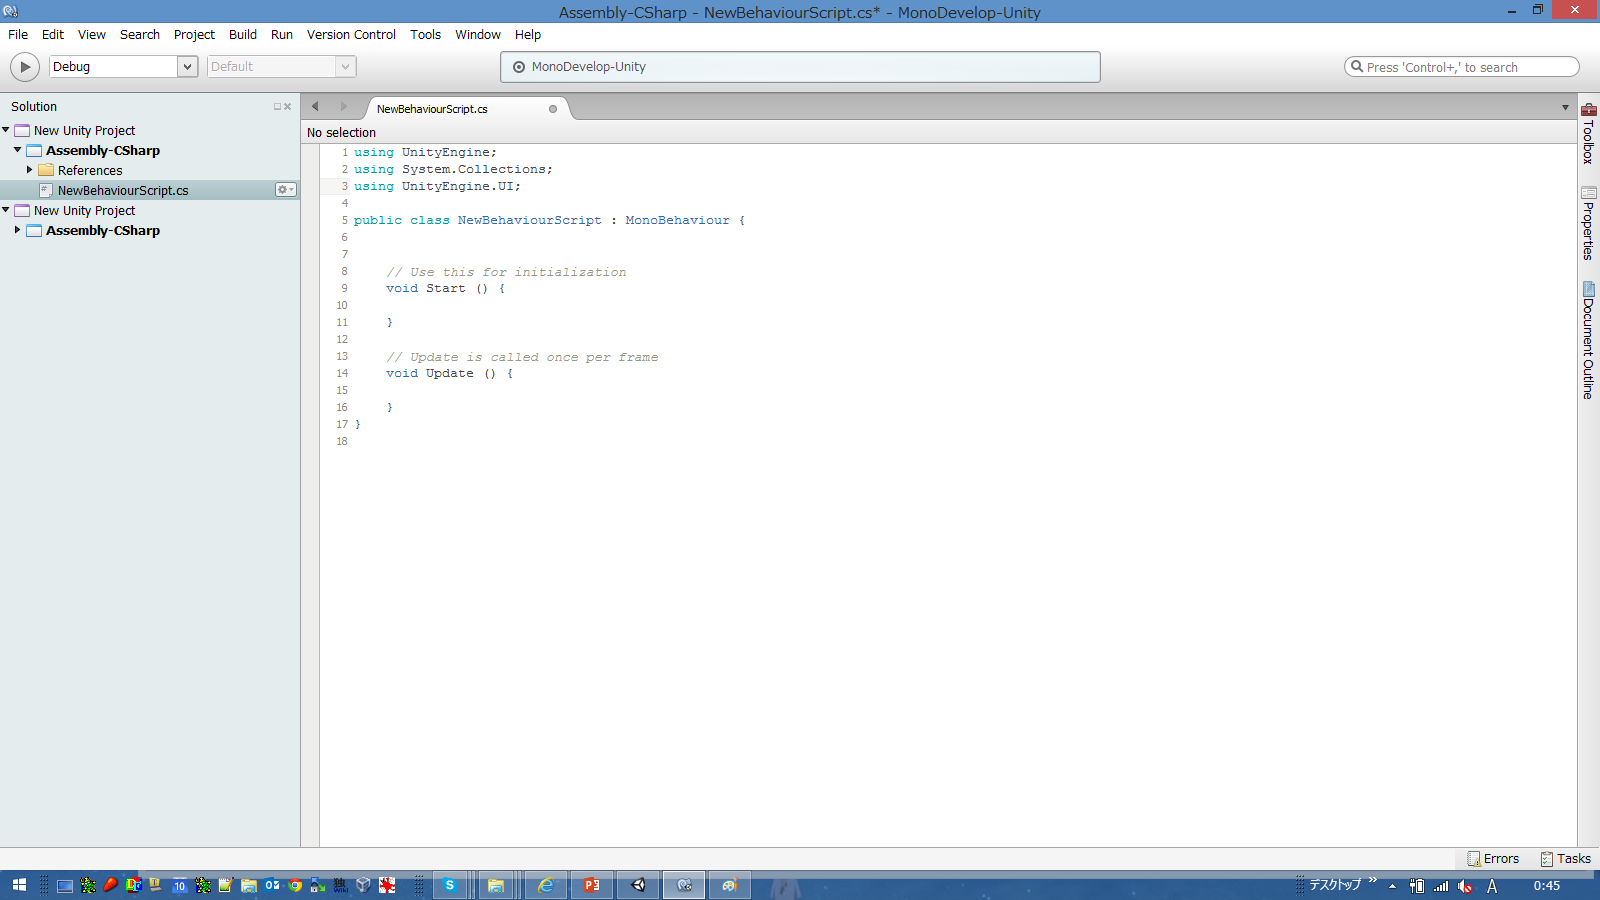 Assembly-CSharp - NewBehaviourScript.cs* - MonoDevelop-Unity
File Edit View Search Project Build Run Version Control Tools Window Help
Debug Default MonoDevelop-Unity Press 'Control+,' to search
Solution
New Unity Project
Assembly-CSharp
References
NewBehaviourScript.cs
New Unity Project
Assembly-CSharp
NewBehaviourScript.cs
No selection
1 using UnityEngine;
2 using System.Collections;
3 using UnityEngine.UI;
4
5 public class NewBehaviourScript : MonoBehaviour {
6
7
8 // Use this for initialization
9 void Start () {
10
11 }
12
13 // Update is called once per frame
14 void Update () {
15
16 }
17 }
18
Toolbox
Properties
Document Outline
Errors Tasks
デスクトップ A 0:45